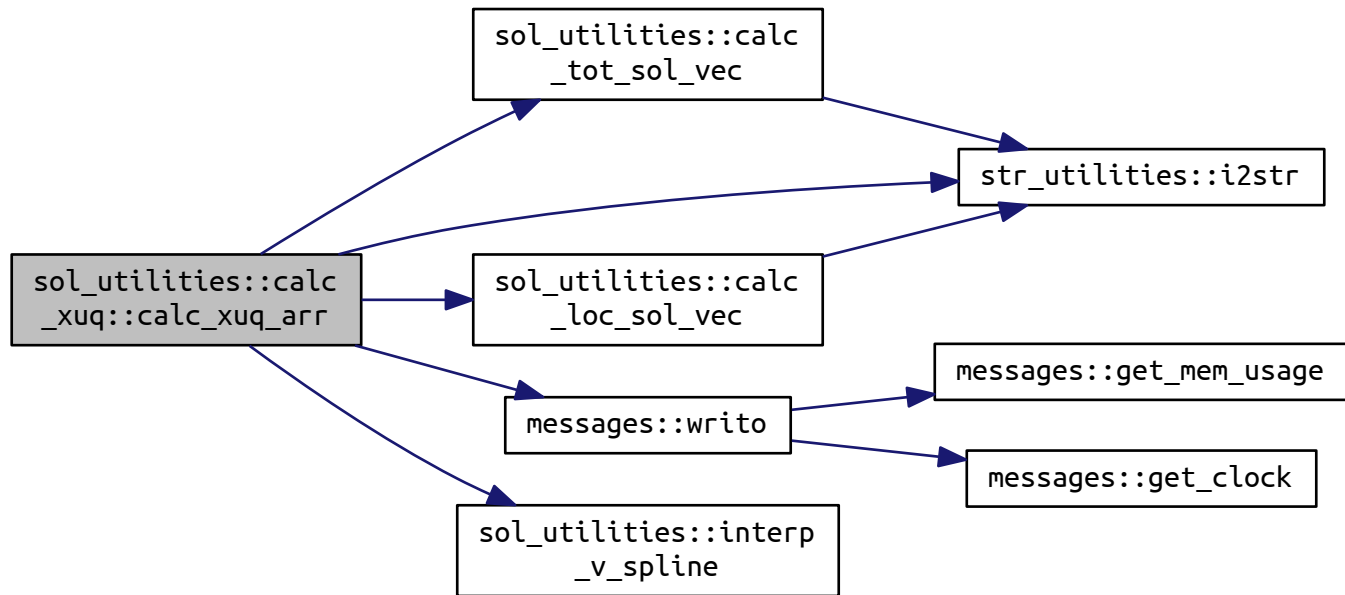 sol_utilities::calc
_tot_sol_vec
str_utilities::i2str
sol_utilities::calc
_xuq::calc_xuq_arr
sol_utilities::calc
_loc_sol_vec
messages::get_mem_usage
messages::writo
messages::get_clock
sol_utilities::interp
_v_spline